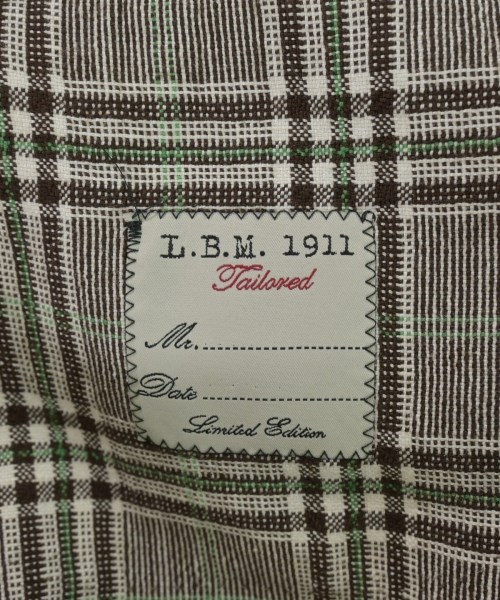 L.B.M. 1911
Tailored
Mr.
Date
Limited Edition